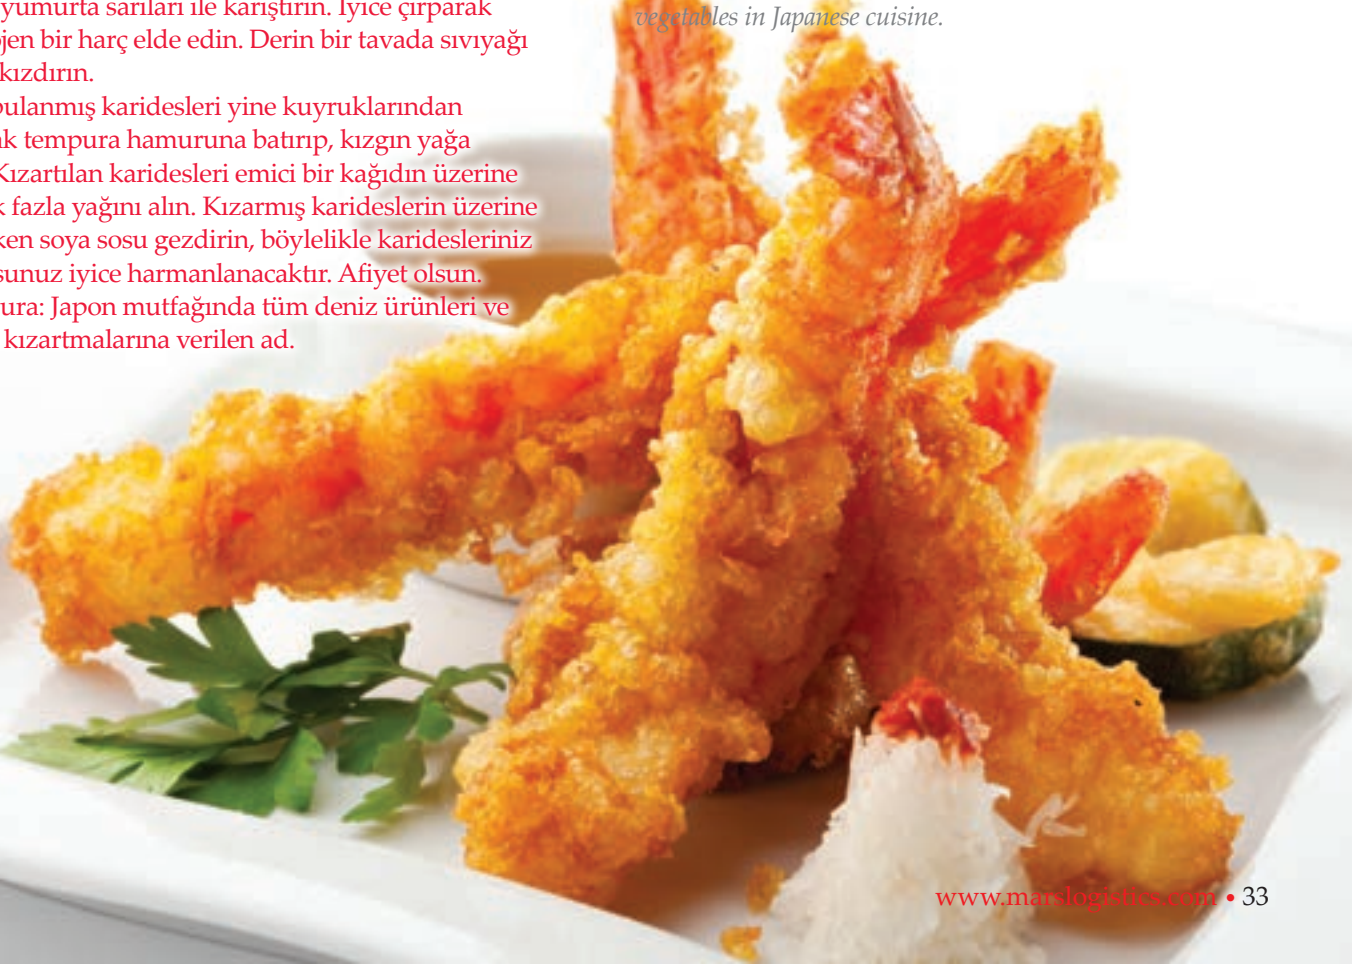 yumurta sarıları ile karıştırın. İyice çırparak
jen bir harç elde edin. Derin bir tavada sıvıyağı
kızdırın.
bulanmış karidesleri yine kuyruklarından
ak tempura hamuruna batırıp, kızgın yağa
Kızartılan karidesleri emici bir kağıdın üzerine
k fazla yağını alın. Kızarmış karideslerin üzerine
ken soya sosu gezdirin, böylelikle karidesleriniz
sunuz iyice harmanlanacaktır. Afiyet olsun.
ura: Japon mutfağında tüm deniz ürünleri ve
kızartmalarına verilen ad.
vegetables in Japanese cuisine.
www.marslogistics.com • 33